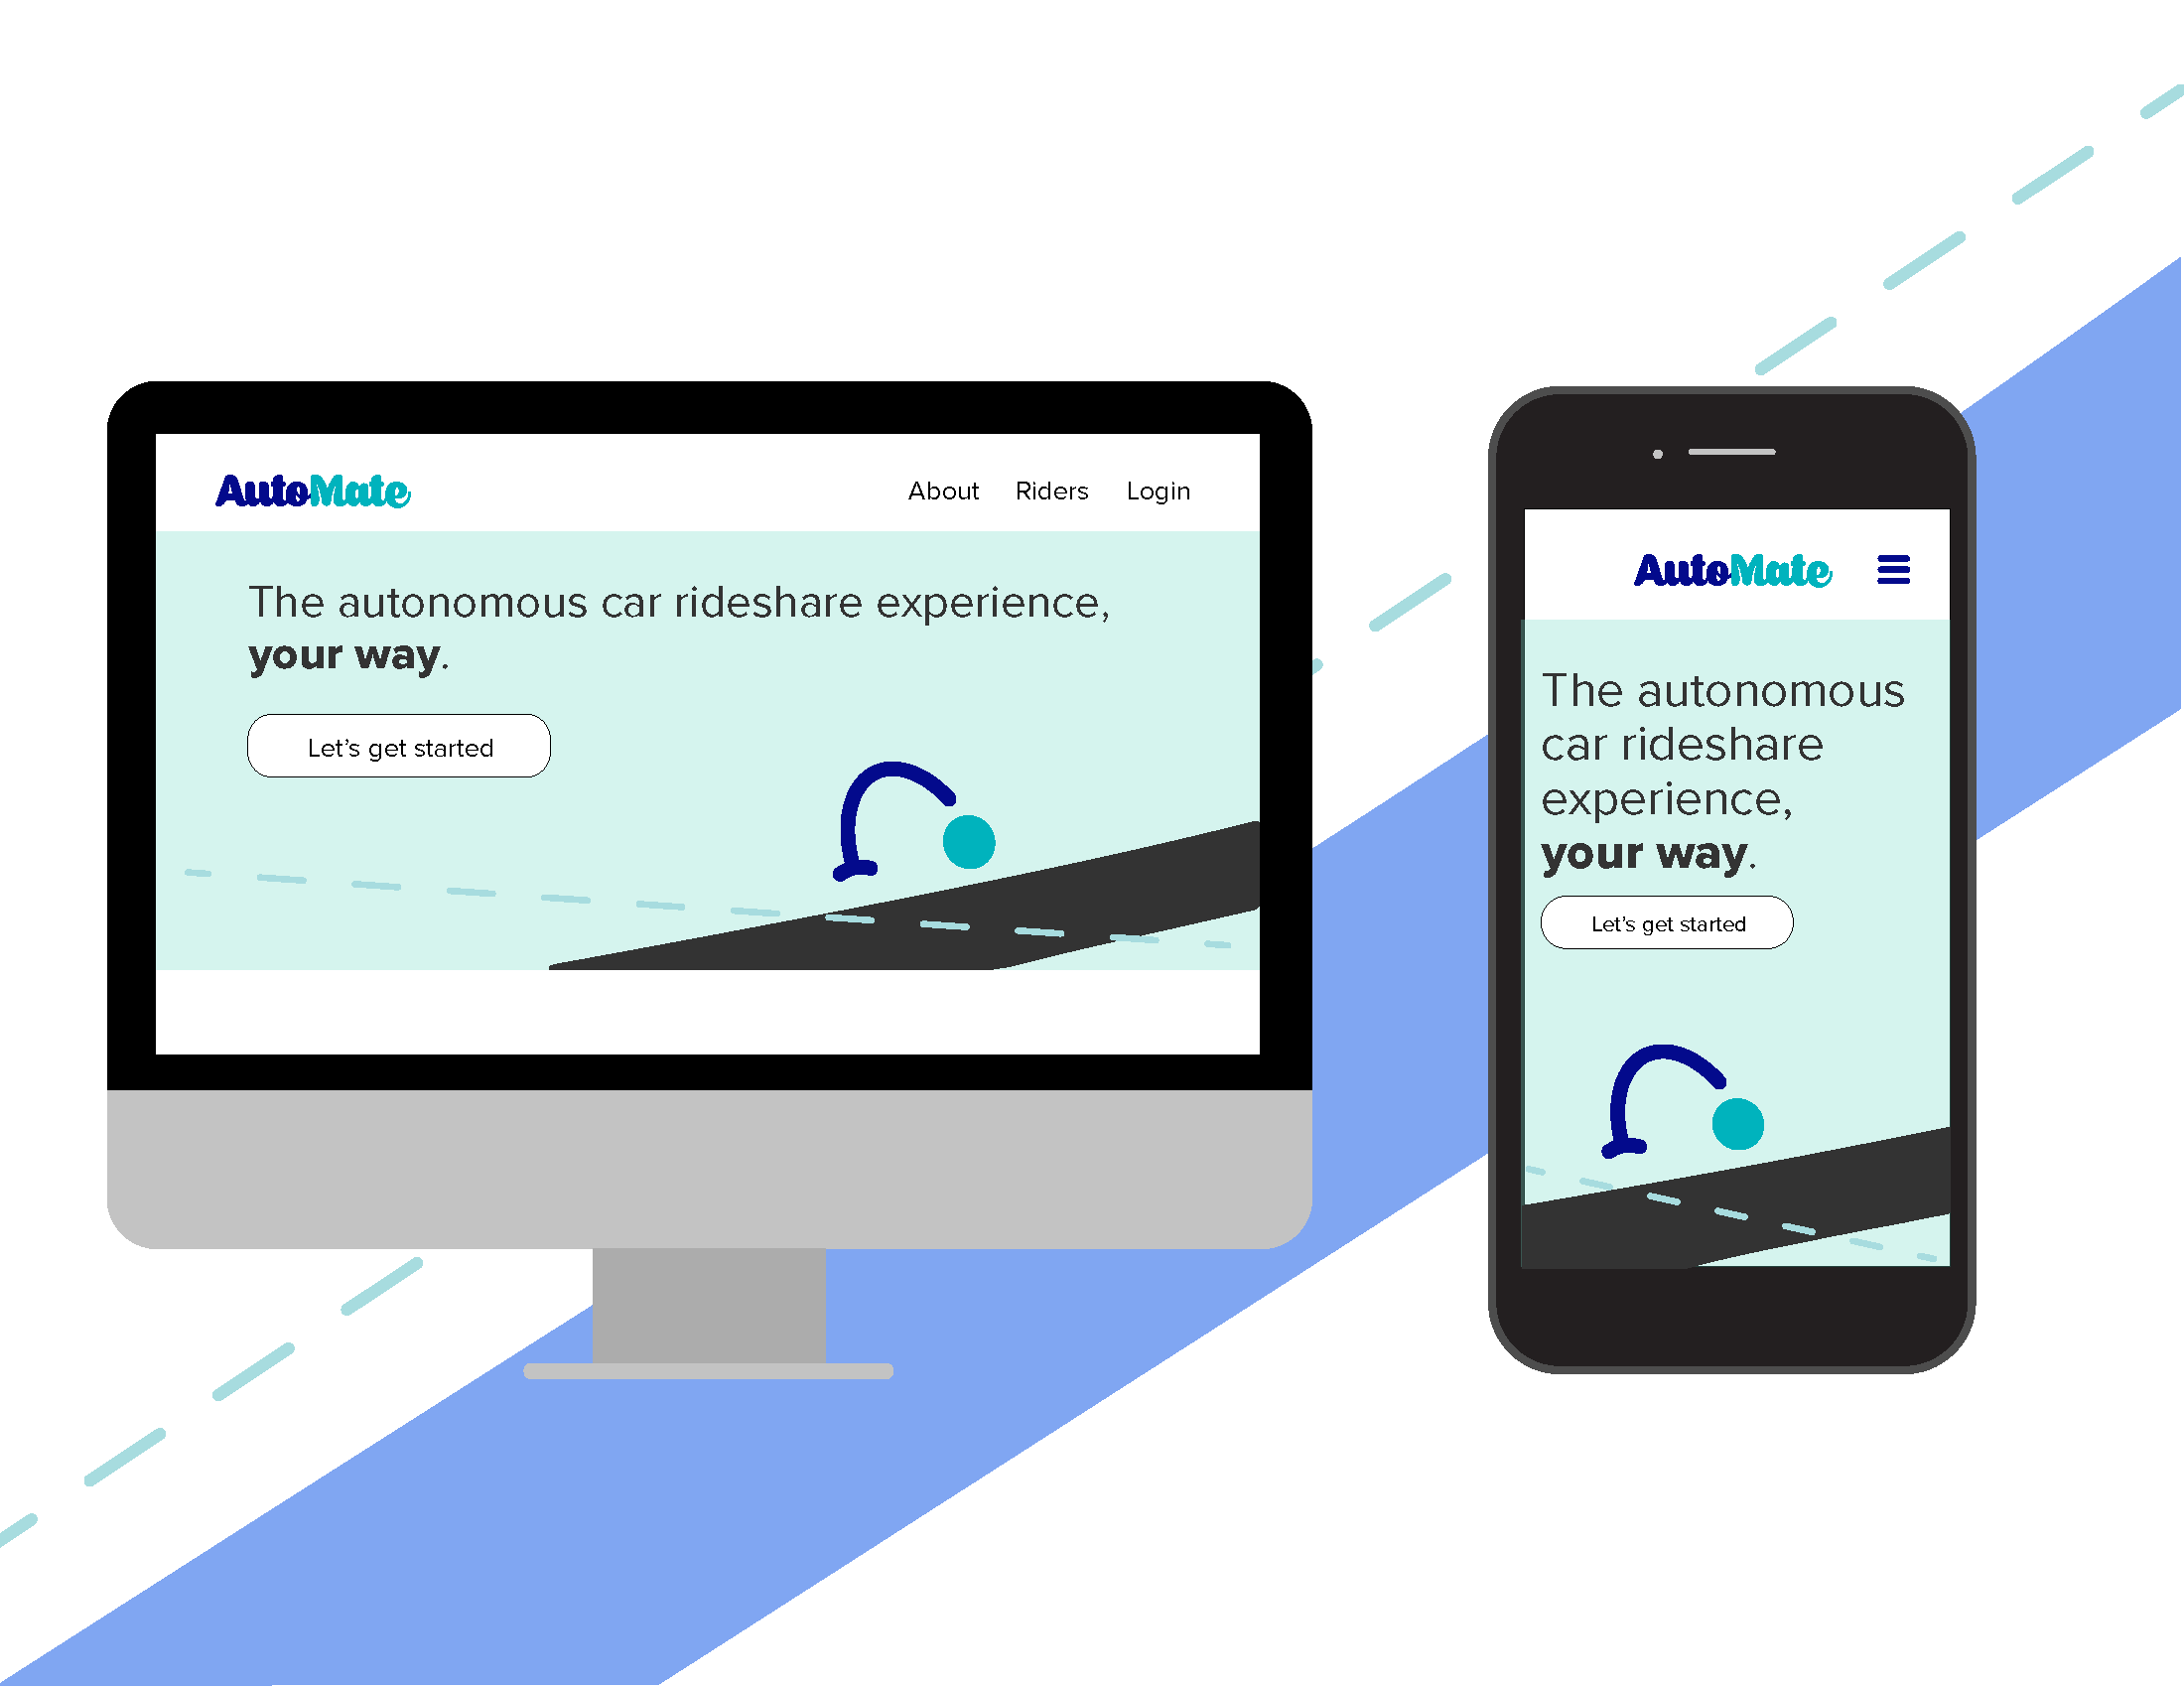 AutoMate
About Riders Login
The autonomous car rideshare experience,
your way.
Let’s get started
AutoMate
The autonomous
car rideshare
experience,
your way.
Let’s get started